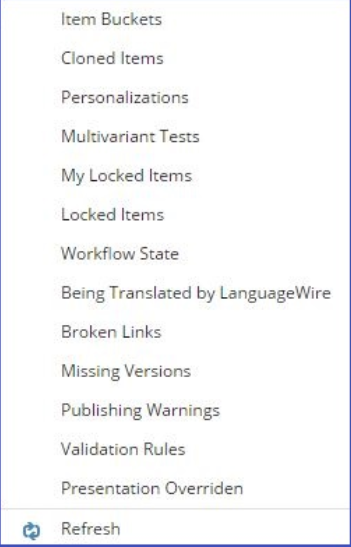 Item Buckets
Cloned Items
Personalizations
Multivariant Tests
My Locked Items
Locked Items
Workflow State
Being Translated by LanguageWire
Broken Links
Missing Versions
Publishing Warnings
Validation Rules
Presentation Overriden
Refresh